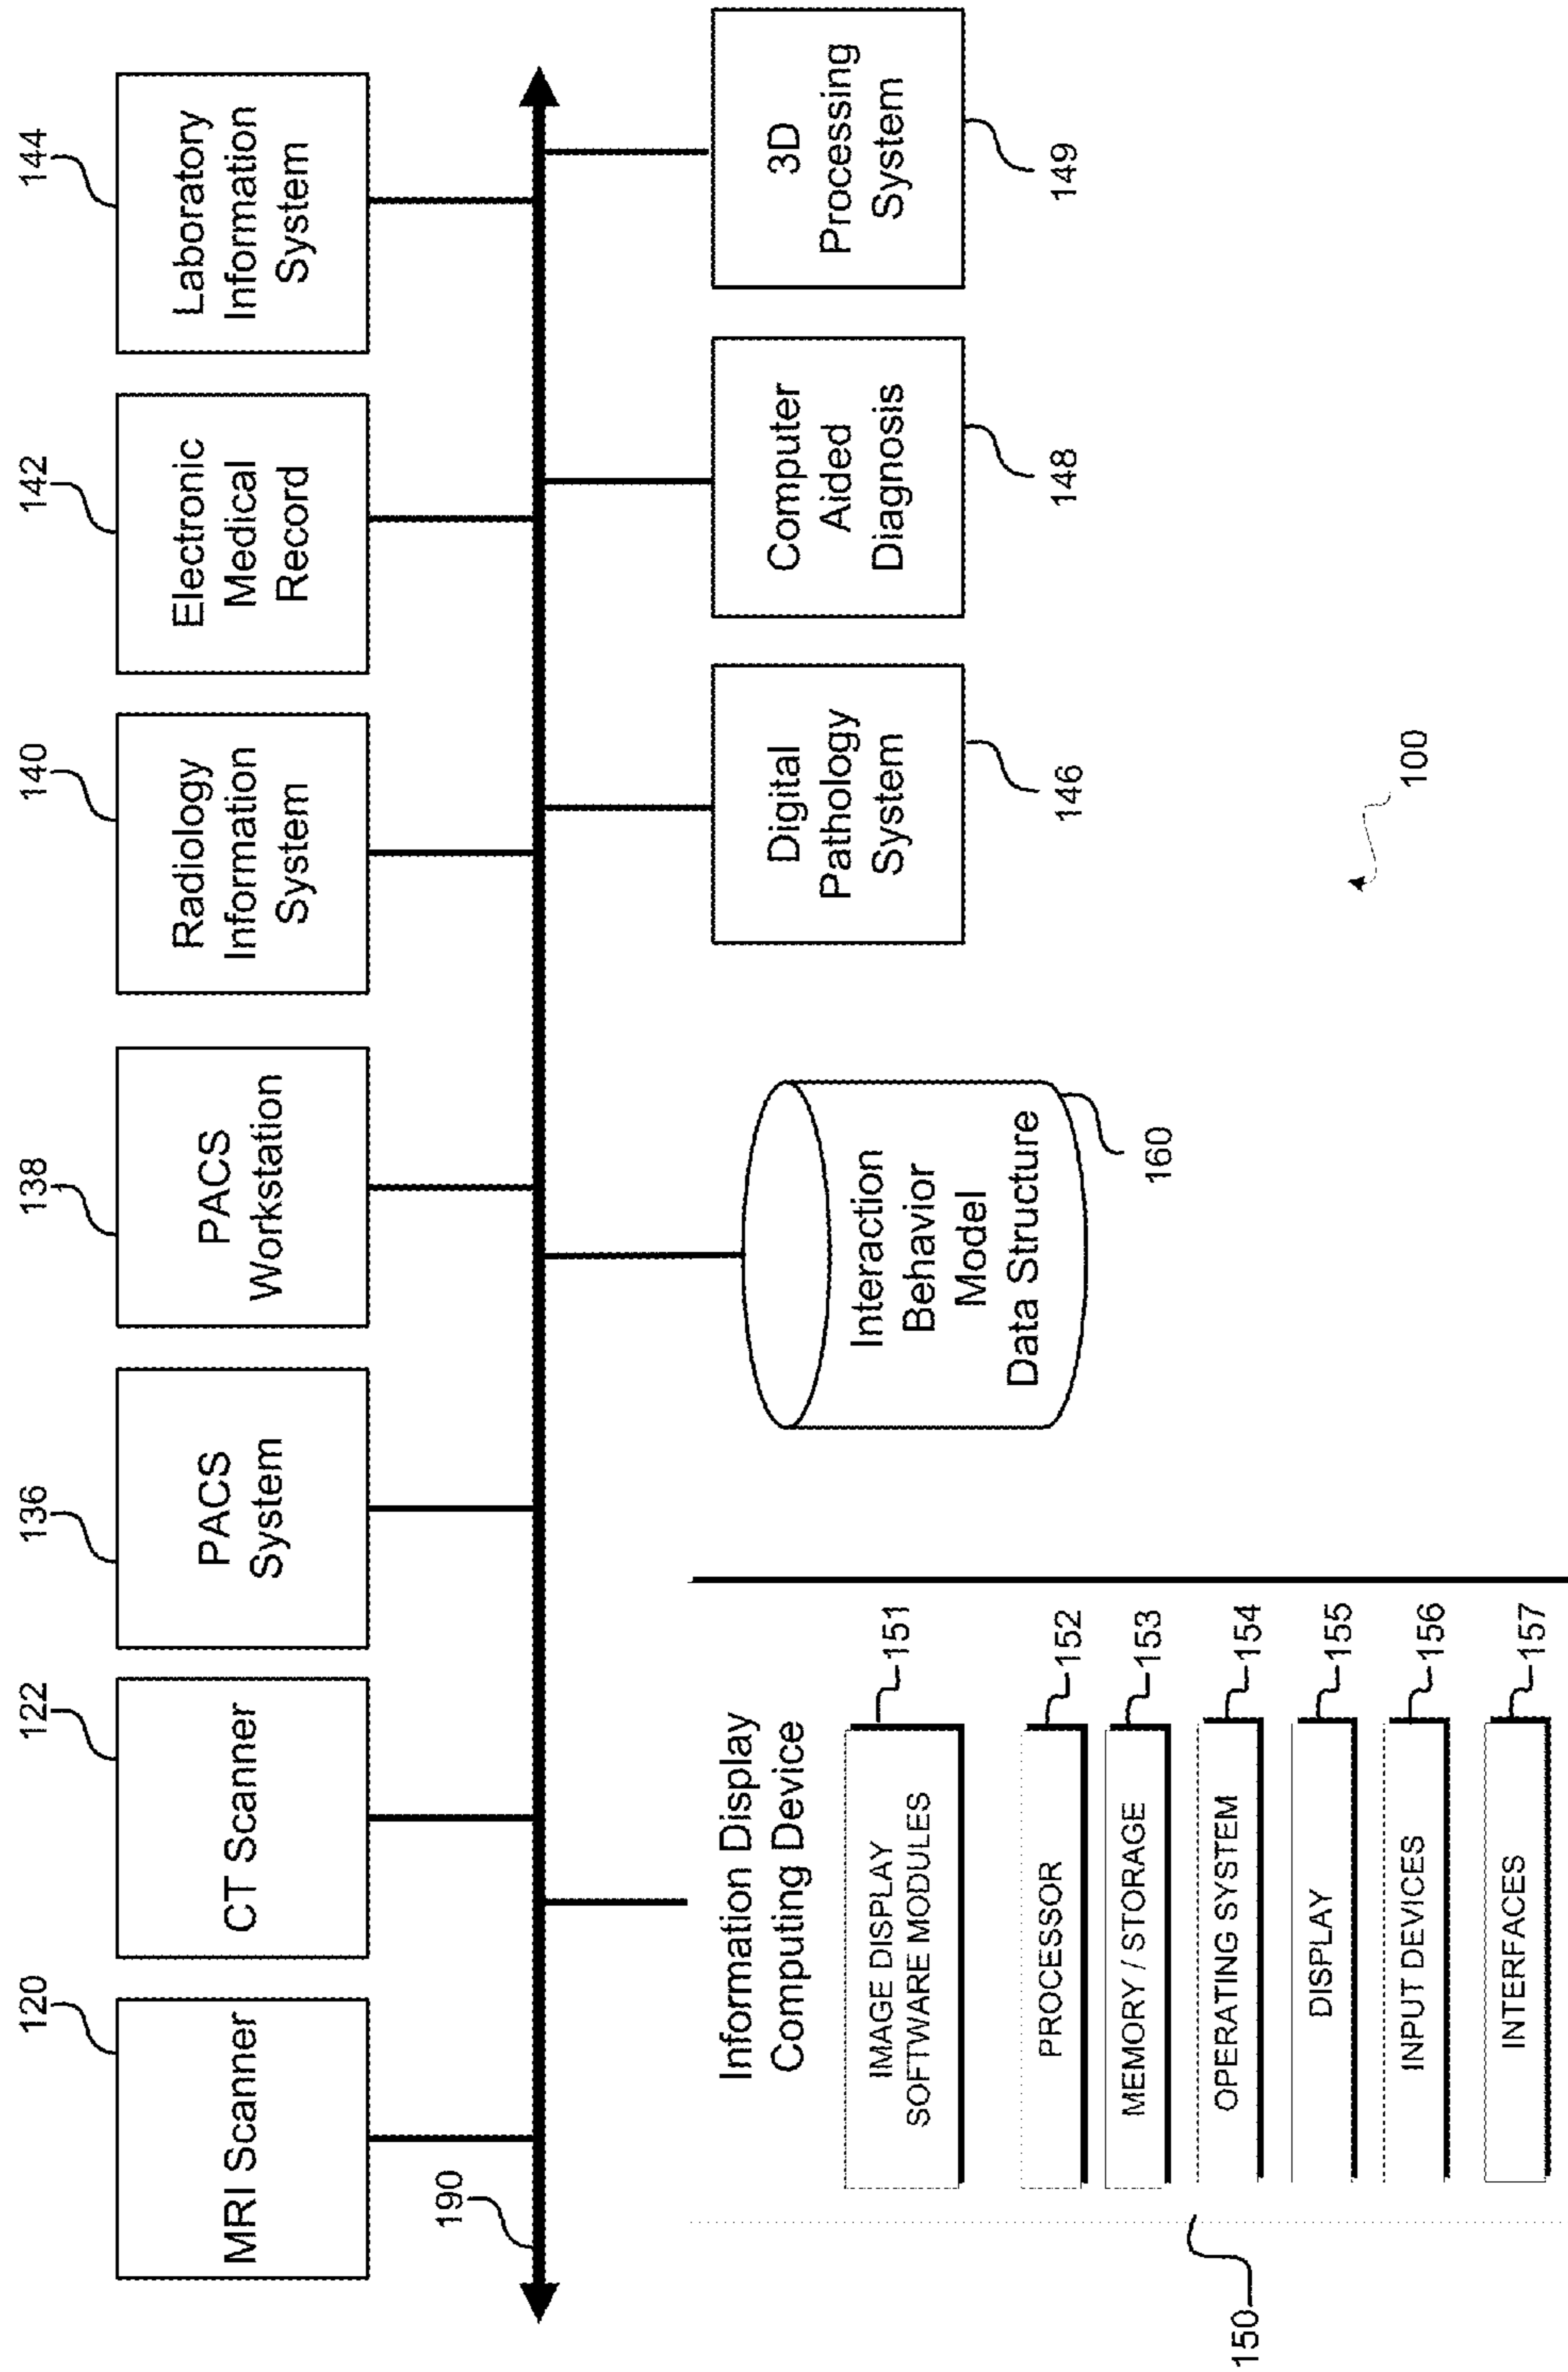 120
MRI Scanner
122
CT Scanner
136
PACS
System
138
PACS
Workstation
140
Radiology
Information
System
142
Electronic
Medical
Record
144
Laboratory
Information
System
190
Information Display
Computing Device
IMAGE DISPLAY
SOFTWARE MODULES
151
PROCESSOR
152
MEMORY / STORAGE
153
OPERATING SYSTEM
154
DISPLAY
155
INPUT DEVICES
156
INTERFACES
157
150
Interaction
Behavior
Model
Data Structure
160
Digital
Pathology
System
146
Computer
Aided
Diagnosis
148
3D
Processing
System
149
100